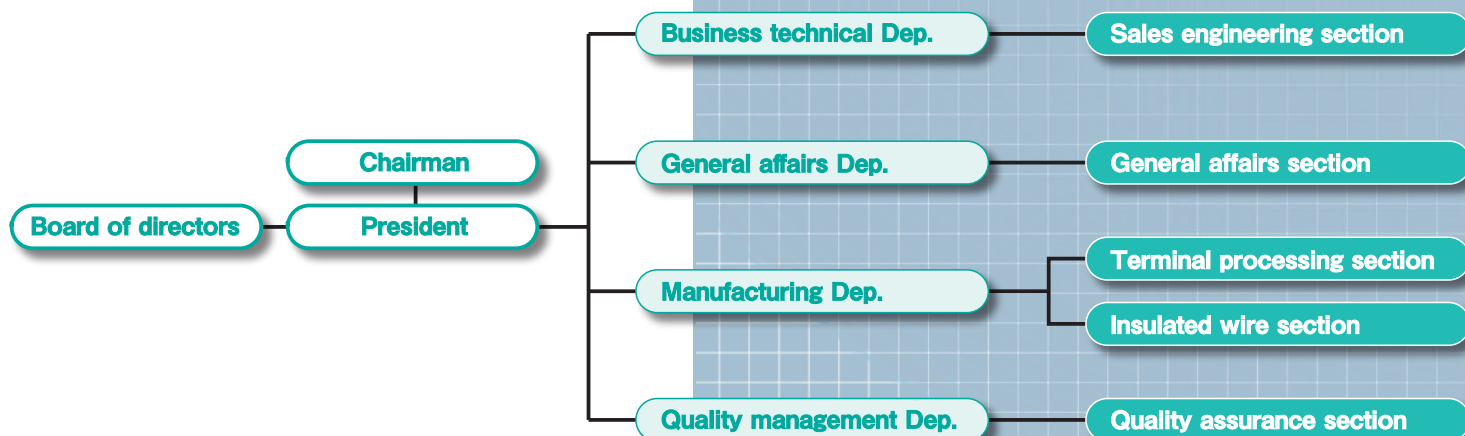 Business technical Dep.
Sales engineering section
Chairman
General affairs Dep.
General affairs section
Board of directors
President
Terminal processing section
Manufacturing Dep.
Insulated wire section
Quality management Dep.
Quality assurance section